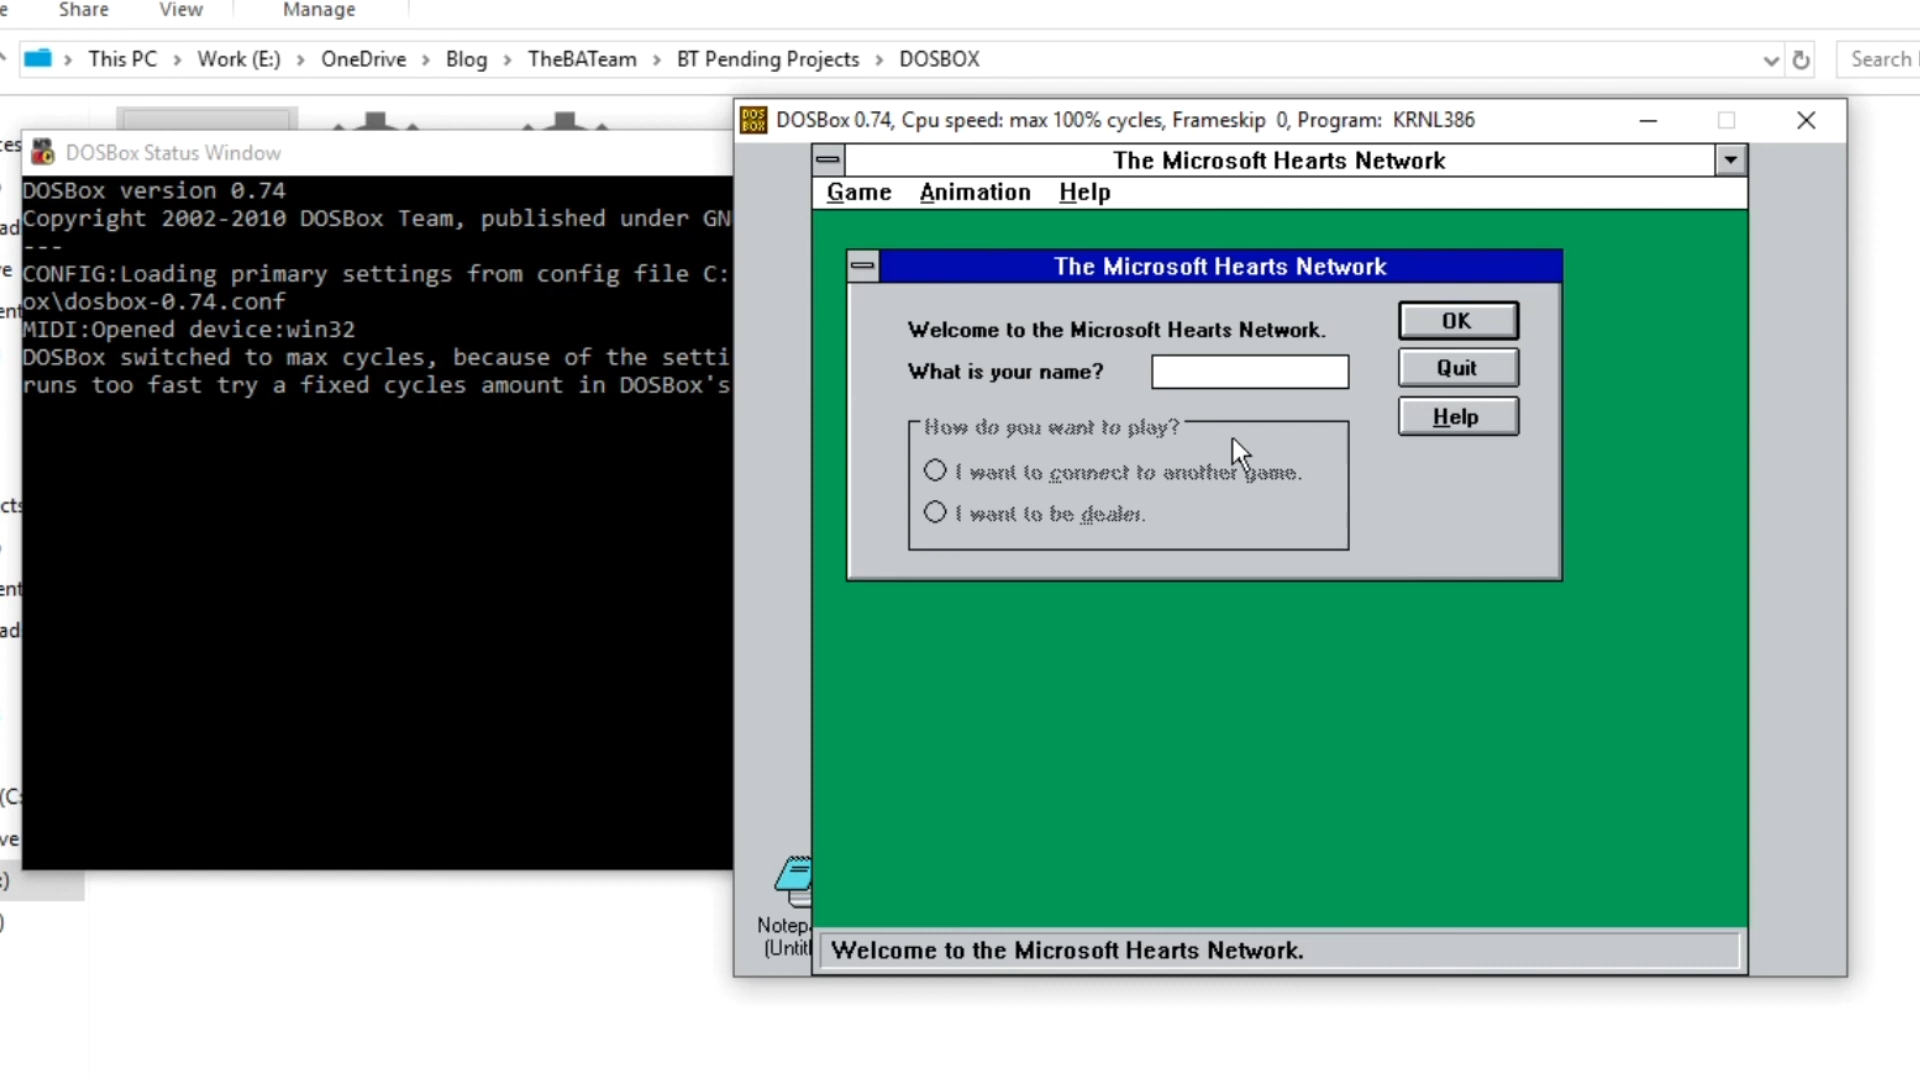 Share View Manage
This PC > Work (E:) > OneDrive > Blog > TheBATeam > BT Pending Projects > DOSBOX
Search
DOSBox Status Window
DOSBox version 0.74
Copyright 2002-2010 DOSBox Team, published under GN
---
CONFIG:Loading primary settings from config file C:
ox\dosbox-0.74.conf
MIDI:Opened device:win32
DOSBox switched to max cycles, because of the setti
runs too fast try a fixed cycles amount in DOSBox's
DOSBox 0.74, Cpu speed: max 100% cycles, Frameskip 0, Program: KRNL386
The Microsoft Hearts Network
Game Animation Help
The Microsoft Hearts Network
Welcome to the Microsoft Hearts Network.
What is your name?
OK
Quit
Help
How do you want to play?
I want to connect to another game.
I want to be dealer.
Notep
(Untit
Welcome to the Microsoft Hearts Network.